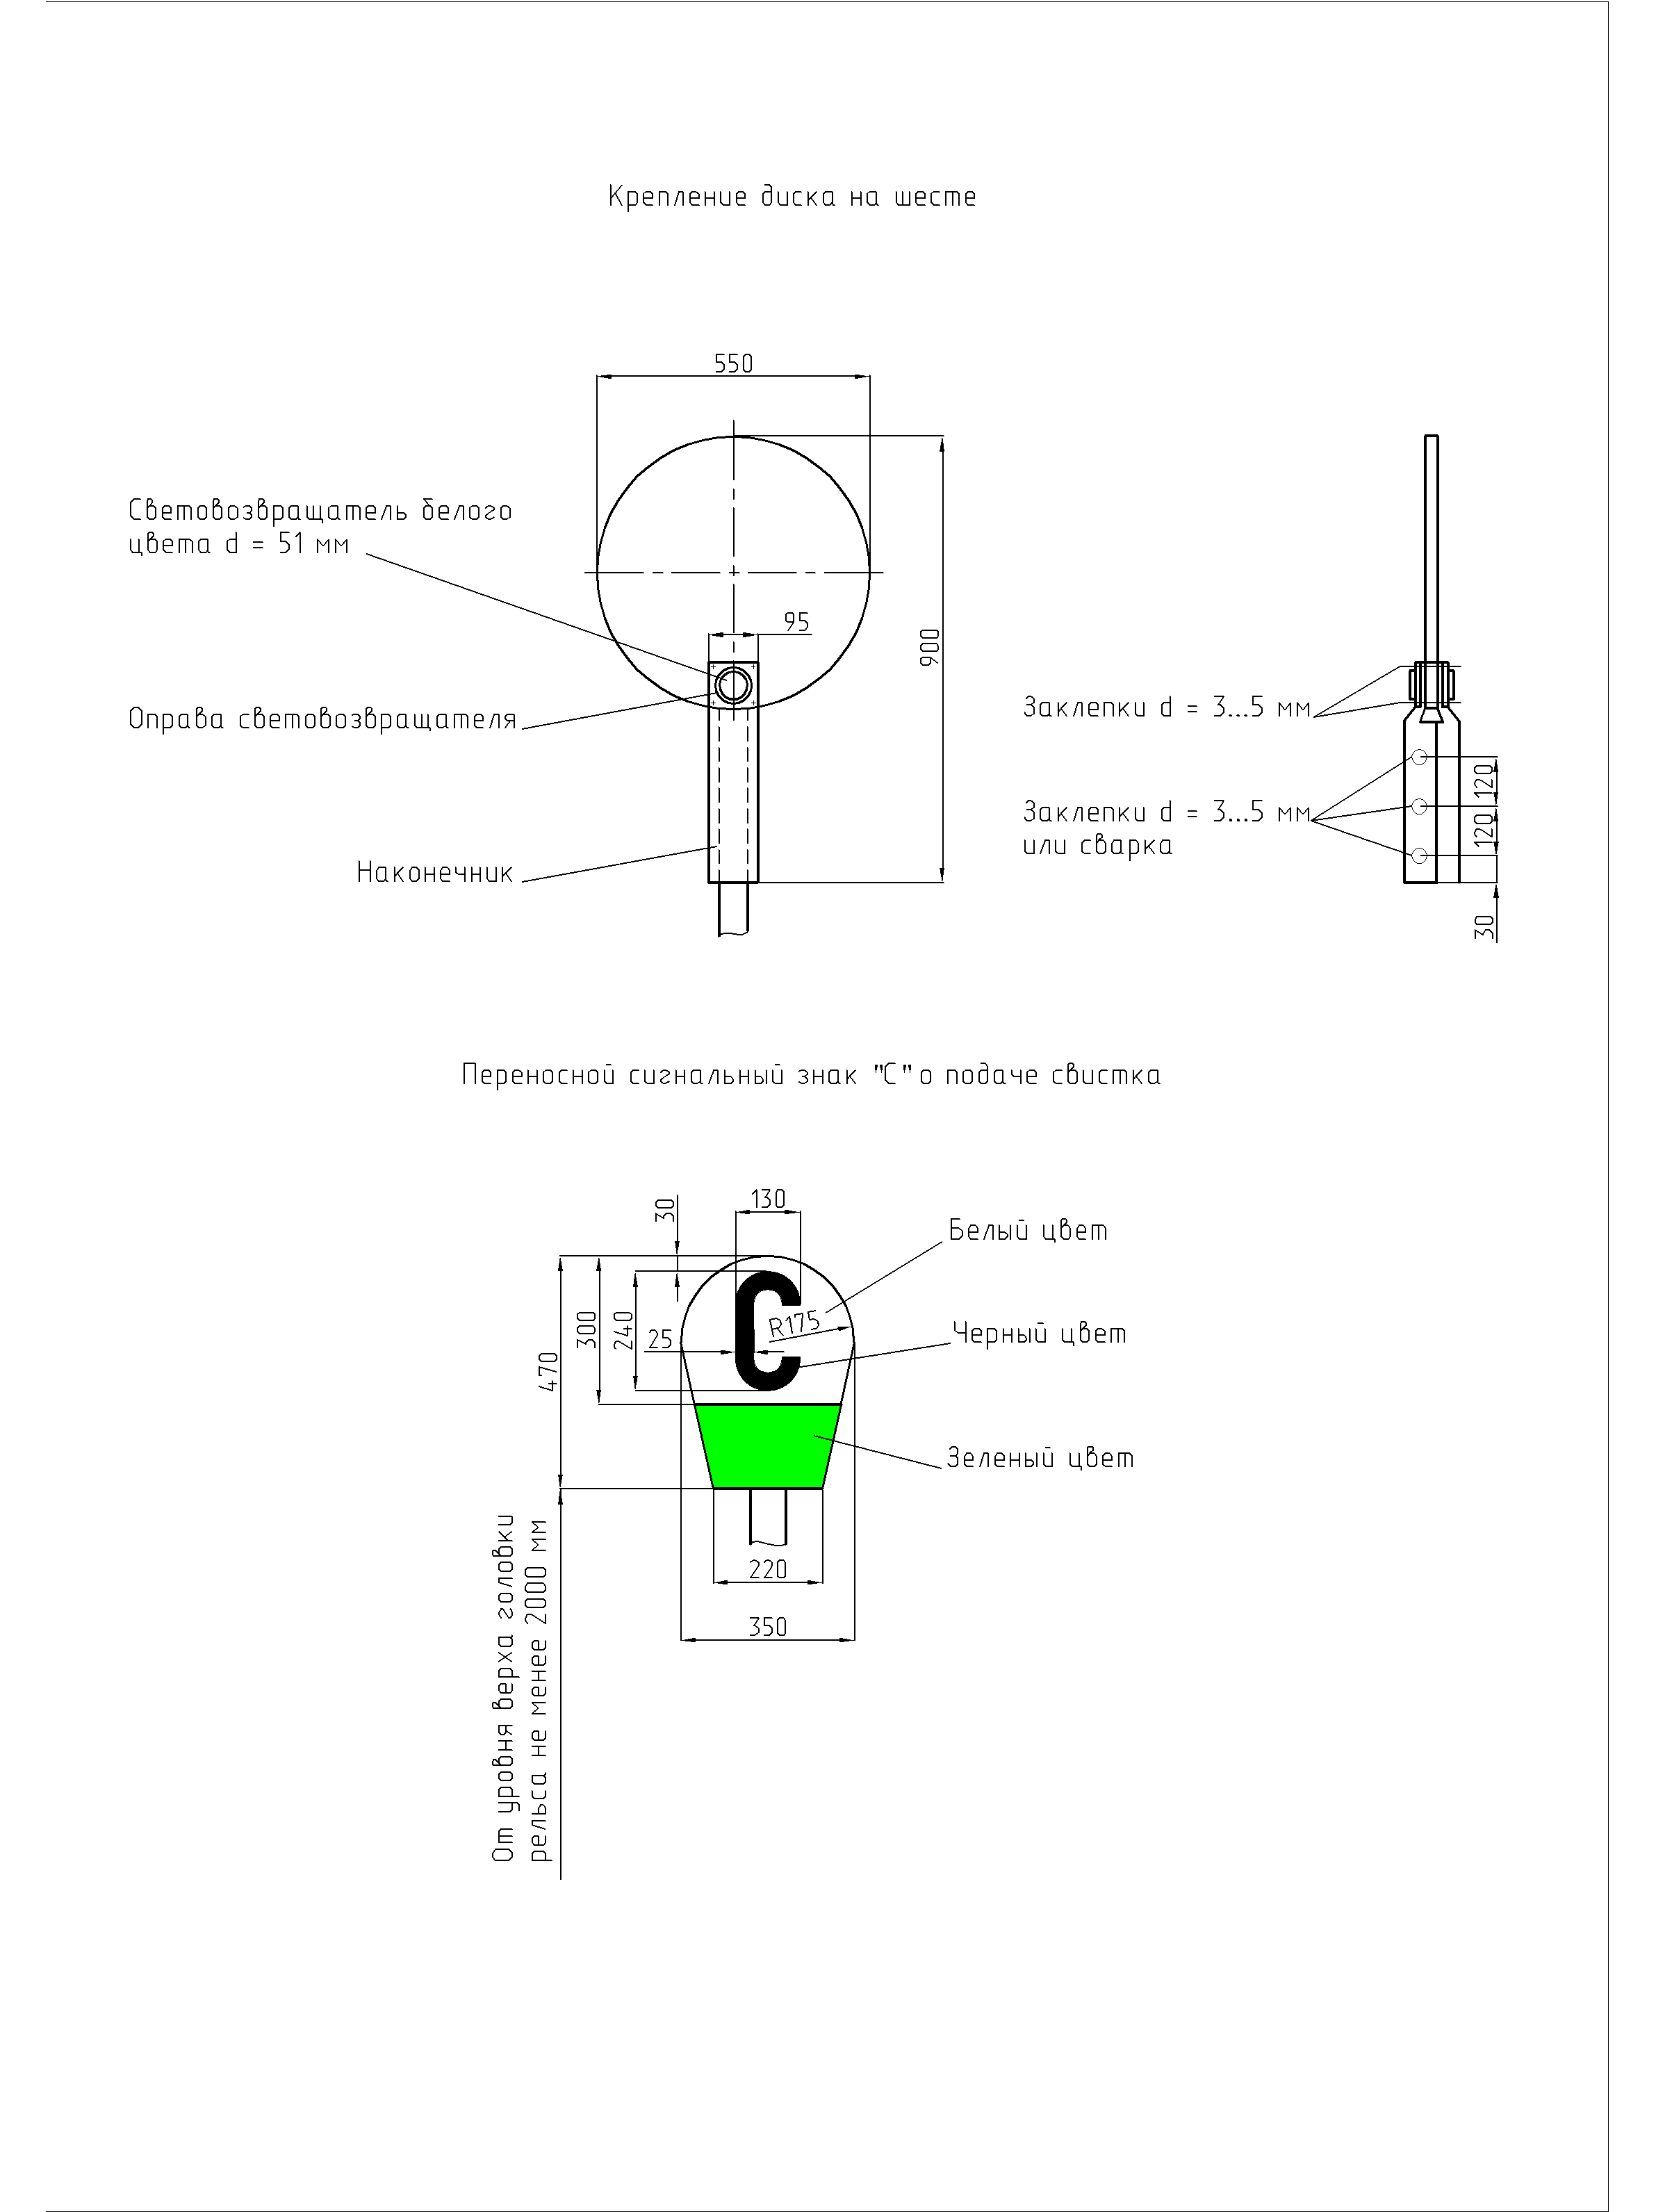 Крепление диска на шесте
550
Световозвращатель белого
цвета d = 51 мм
95
900
Оправа световозвращателя
Заклепки d = 3...5 мм
120
Заклепки d = 3...5 мм
или сварка
120
Наконечник
30
Переносной сигнальный знак "С" о подаче свистка
130
30
Белый цвет
С
R175
Черный цвет
25
240
300
470
Зеленый цвет
220
350
От уровня верха головки
рельса не менее 2000 мм